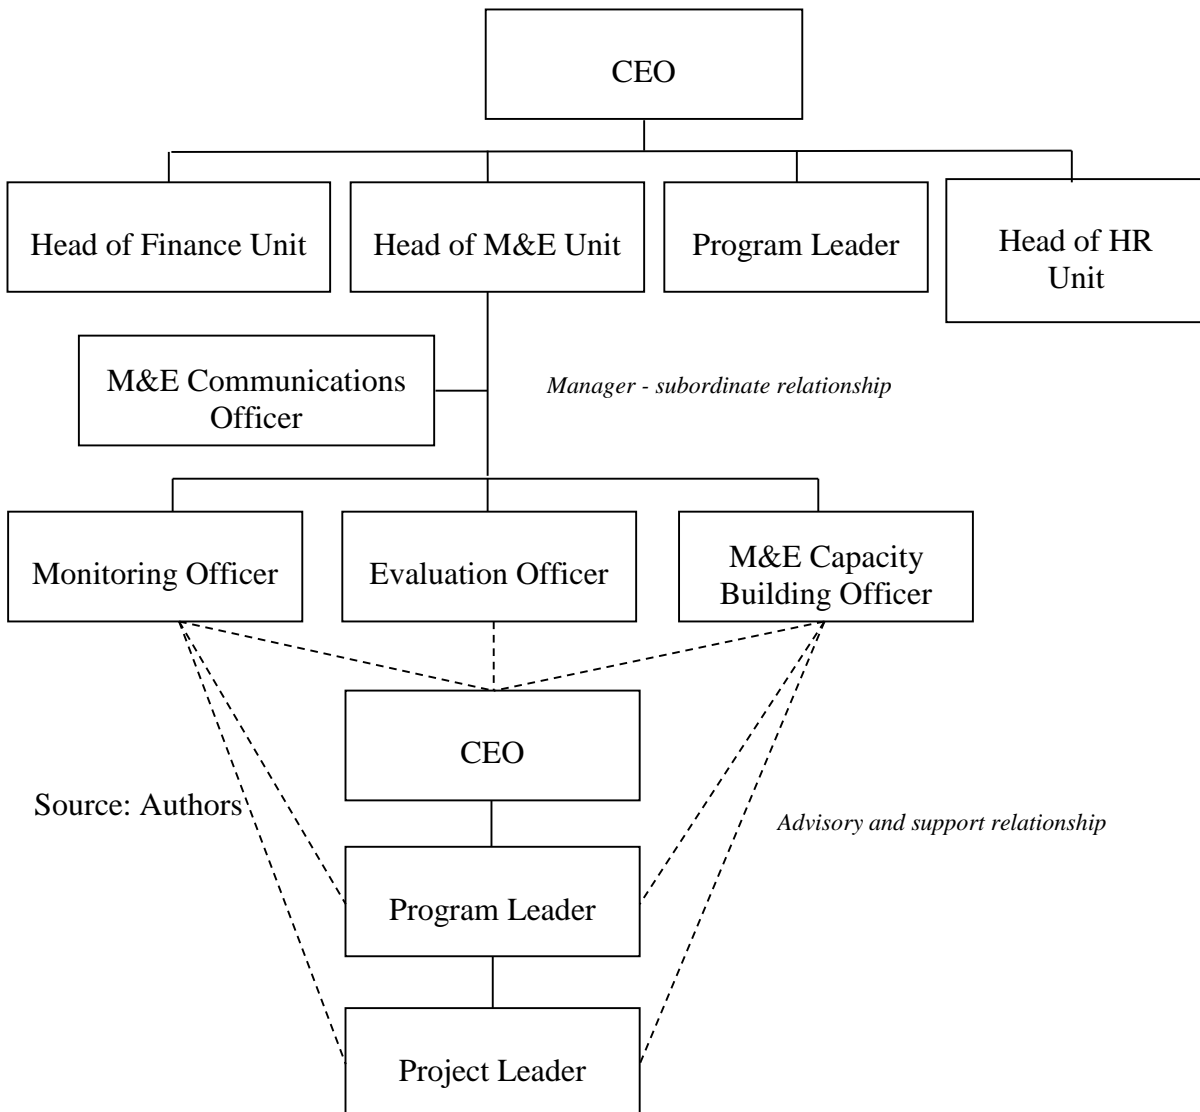 CEO
Head of Finance Unit
Head of M&E Unit
Program Leader
Head of HR
Unit
M&E Communications
Officer
Manager - subordinate relationship
Monitoring Officer
Evaluation Officer
M&E Capacity
Building Officer
CEO
Source: Authors
Advisory and support relationship
Program Leader
Project Leader